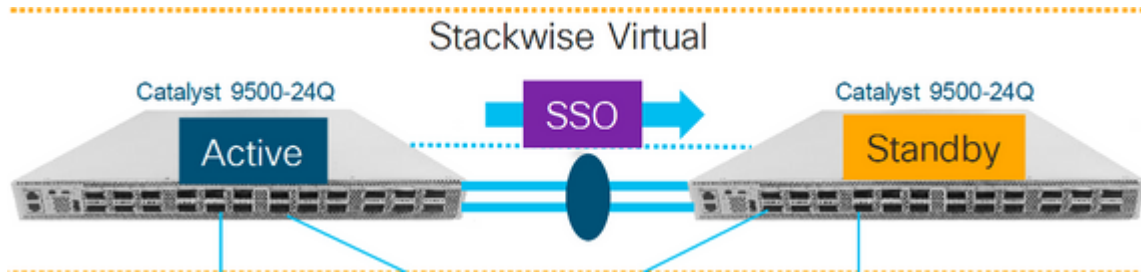 Stackwise Virtual
Catalyst 9500-24Q
Active
SSO
Catalyst 9500-24Q
Standby